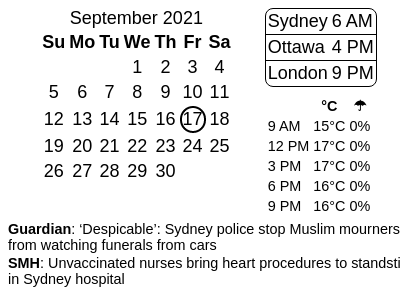 September 2021
Su Mo Tu We Th Fr Sa
1 2 3 4
5 6 7 8 9 10 11
12 13 14 15 16 17 18
19 20 21 22 23 24 25
26 27 28 29 30
Sydney 6 AM
Ottawa 4 PM
London 9 PM
°C ☂
9 AM 15°C 0%
12 PM 17°C 0%
3 PM 17°C 0%
6 PM 16°C 0%
9 PM 16°C 0%
Guardian: ‘Despicable’: Sydney police stop Muslim mourners
from watching funerals from cars
SMH: Unvaccinated nurses bring heart procedures to standsti
in Sydney hospital